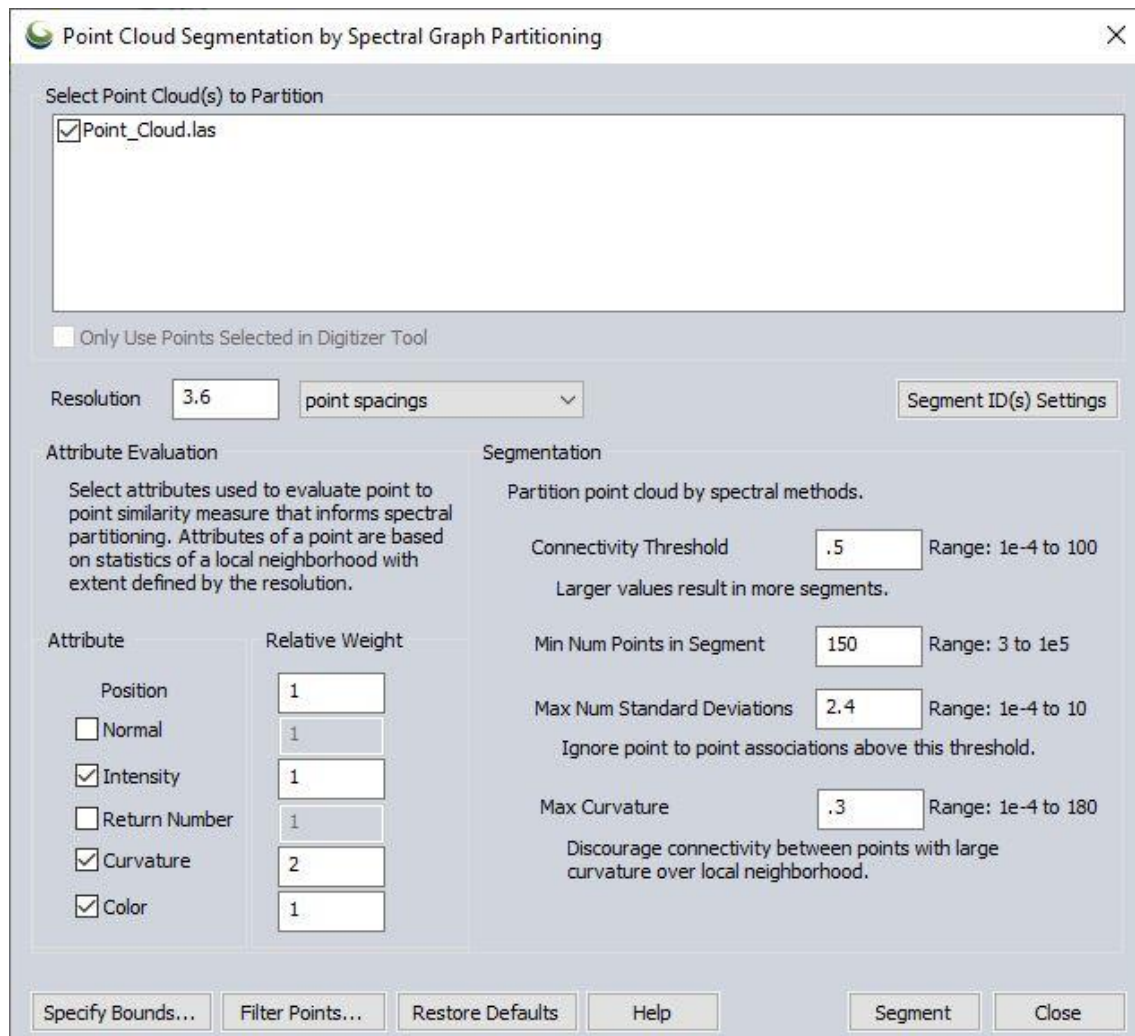 Point Cloud Segmentation by Spectral Graph Partitioning
Select Point Cloud(s) to Partition
Point_Cloud.las
Only Use Points Selected in Digitizer Tool
Resolution 3.6 point spacings Segment ID(s) Settings
Attribute Evaluation
Select attributes used to evaluate point to
point similarity measure that informs spectral
partitioning. Attributes of a point are based
on statistics of a local neighborhood with
extent defined by the resolution.
Attribute Relative Weight
Position 1
Normal 1
Intensity 1
Return Number 1
Curvature 2
Color 1
Segmentation
Partition point cloud by spectral methods.
Connectivity Threshold .5 Range: 1e-4 to 100
Larger values result in more segments.
Min Num Points in Segment 150 Range: 3 to 1e5
Max Num Standard Deviations 2.4 Range: 1e-4 to 10
Ignore point to point associations above this threshold.
Max Curvature .3 Range: 1e-4 to 180
Discourage connectivity between points with large
curvature over local neighborhood.
Specify Bounds... Filter Points... Restore Defaults Help Segment Close